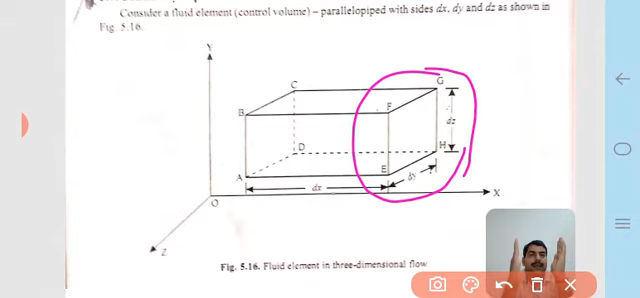 Consider a fluid element (control volume) – parallelopiped with sides dx, dy and dz as shown in
Fig. 5.16.
Y
C
G
B
F
dz
D
H
A
E
dy
dx
X
O
Z
Fig. 5.16. Fluid element in three-dimensional flow